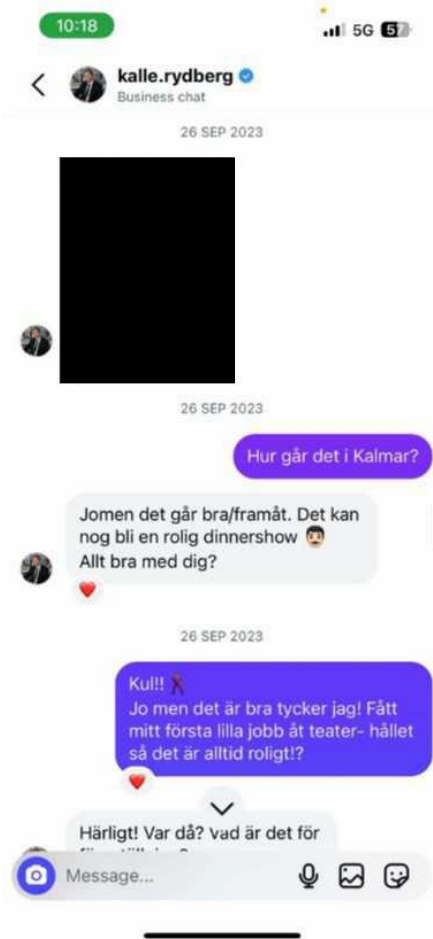 10:18
5G 57
kalle.rydberg
Business chat
26 SEP 2023
26 SEP 2023
Hur går det i Kalmar?
Jomen det går bra/framåt. Det kan
nog bli en rolig dinnershow 👨🏻
Allt bra med dig?
❤️
26 SEP 2023
Kul!! 💃🏿
Jo men det är bra tycker jag! Fått
mitt första lilla jobb åt teater- hållet
så det är alltid roligt!?
❤️
Härligt! Var då? vad är det för
Message...